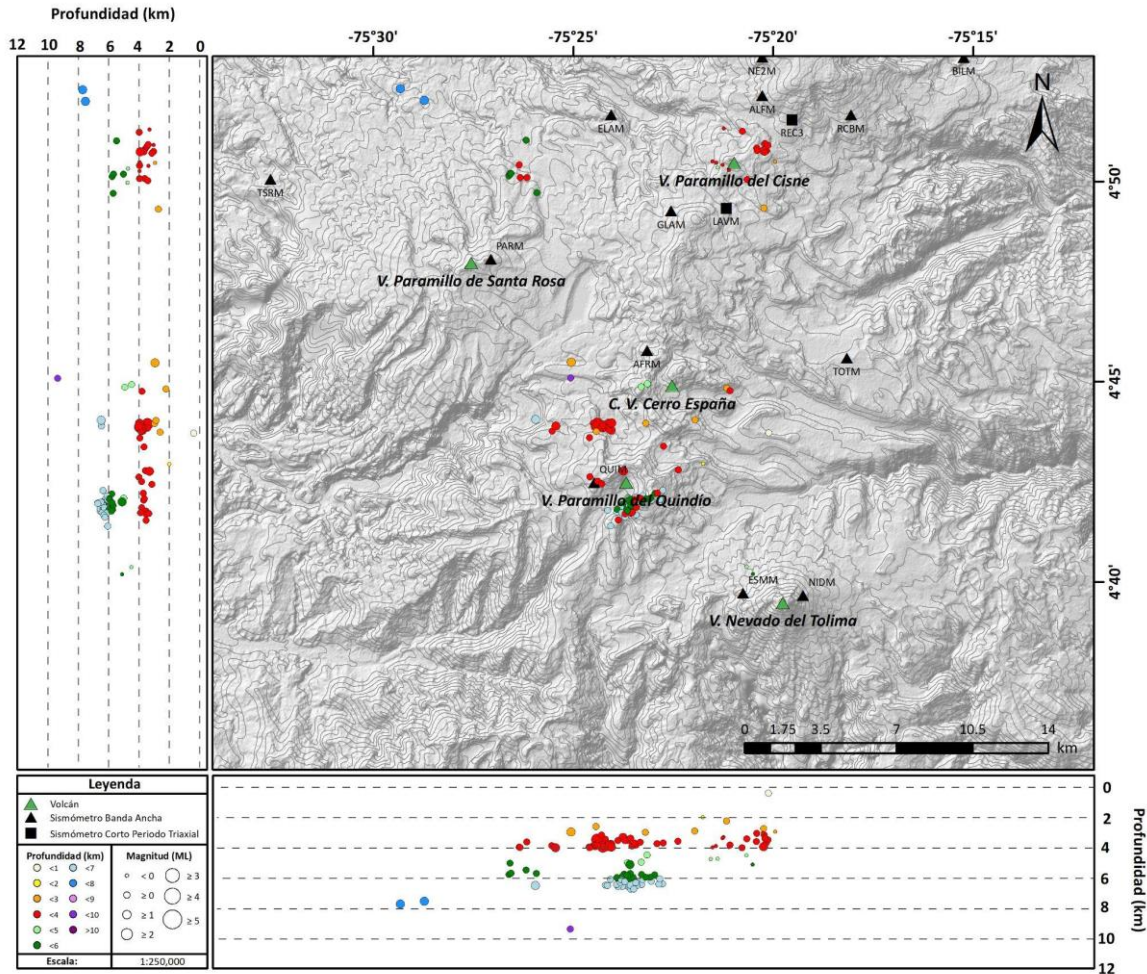 Profundidad (km)
12 10 8 6 4 2 0
-75°30' -75°25' -75°20' -75°15'
NE2M
BILM
N
ALFM
ELAM
REC3
RCBM
V. Paramillo del Cisne
4°50'
TSRM
GLAM
LAVM
PARM
V. Paramillo de Santa Rosa
AFRM
TOTM
4°45'
C. V. Cerro España
QUIM
V. Paramillo del Quindío
4°40'
ESMM
NIDM
V. Nevado del Tolima
0 1.75 3.5 7 10.5 14
km
Leyenda
Volcán
Sismómetro Banda Ancha
Sismómetro Corto Periodo Triaxial
Profundidad (km) Magnitud (ML)
<1 <7 < 0 ≥ 3
<2 <8
<3 <9 ≥ 0 ≥ 4
<4 <10 ≥ 1 ≥ 5
<5 >10 ≥ 2
<6
Escala: 1:250,000
0
2
4
6
8
10
12
Profundidad (km)